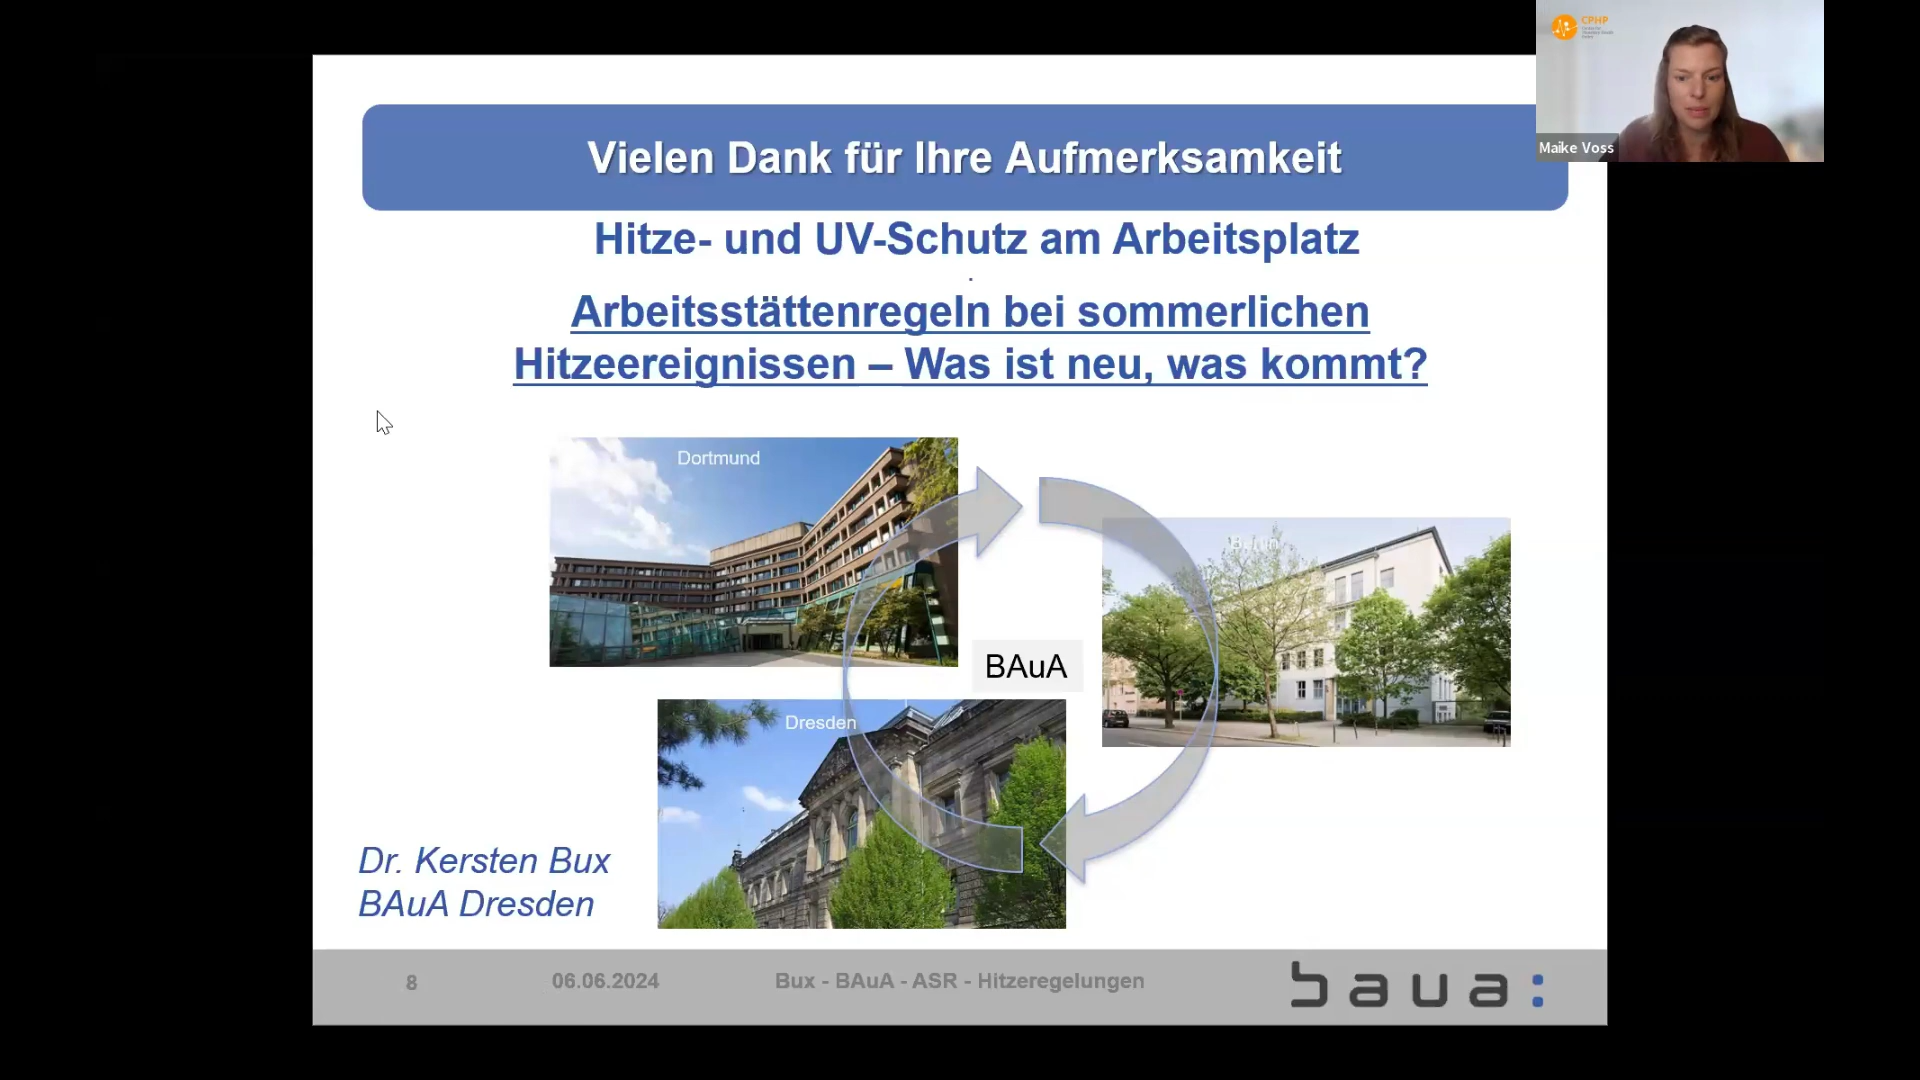 CPHP
Maike Voss
Vielen Dank für Ihre Aufmerksamkeit
Hitze- und UV-Schutz am Arbeitsplatz
.
Arbeitsstättenregeln bei sommerlichen
Hitzeereignissen – Was ist neu, was kommt?
Dortmund
Berlin
BAuA
Dresden
Dr. Kersten Bux
BAuA Dresden
8
06.06.2024
Bux - BAuA - ASR - Hitzeregelungen
baua: